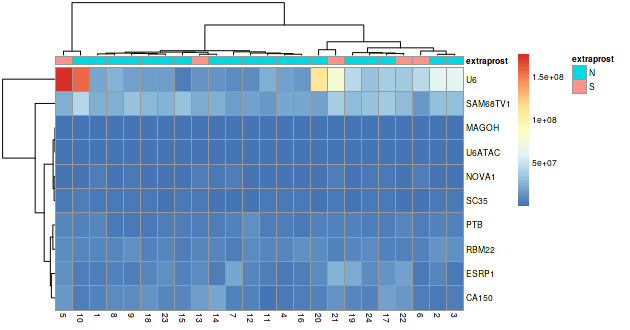 extraprost
U6
SAM68TV1
MAGOH
U6ATAC
NOVA1
SC35
PTB
RBM22
ESRP1
CA150
5 10 1 8 9 18 23 15 13 14 7 12 11 4 16 20 21 19 24 17 22 6 2 3
1.5e+08
1e+08
5e+07
extraprost
N
S